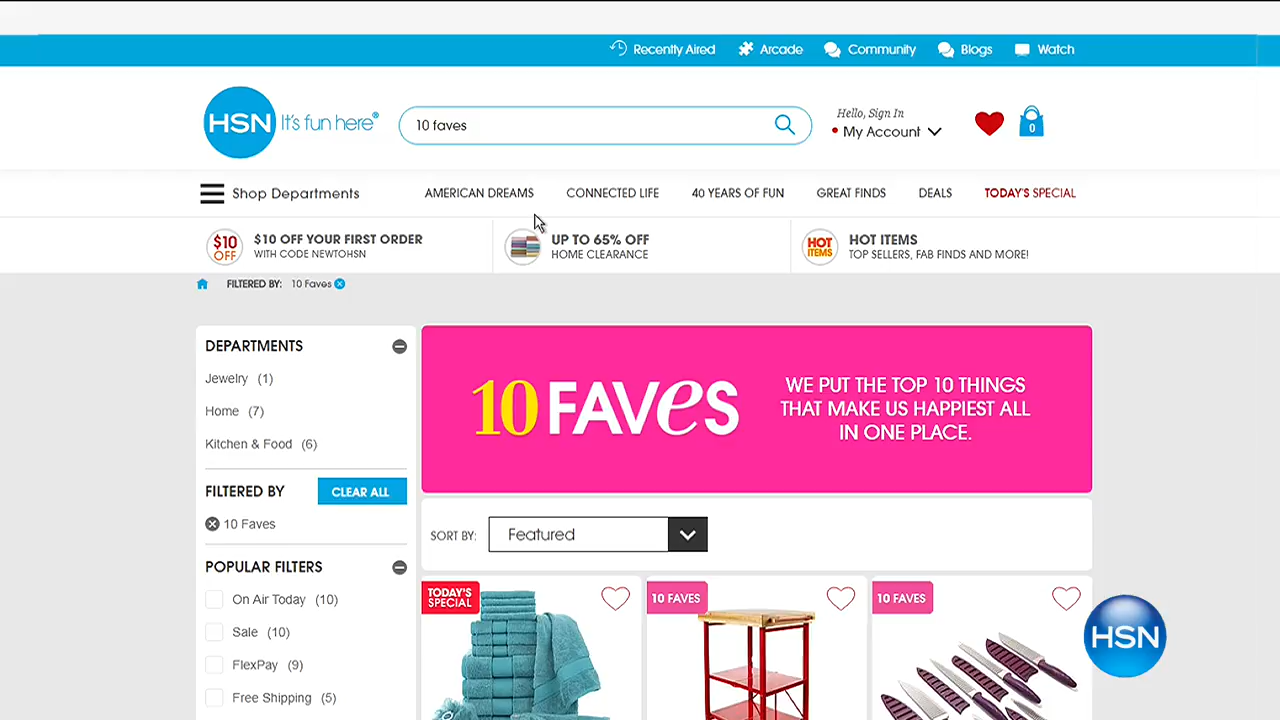 Recently Aired Arcade Community Blogs Watch
HSN It's fun here®
10 faves
Hello, Sign In
My Account
0
Shop Departments
AMERICAN DREAMS CONNECTED LIFE 40 YEARS OF FUN GREAT FINDS DEALS TODAY'S SPECIAL
$10 OFF
$10 OFF YOUR FIRST ORDER
WITH CODE NEWTOHSN
UP TO 65% OFF
HOME CLEARANCE
HOT ITEMS
HOT ITEMS
TOP SELLERS, FAB FINDS AND MORE!
FILTERED BY: 10 Faves
DEPARTMENTS
Jewelry (1)
Home (7)
Kitchen & Food (6)
FILTERED BY CLEAR ALL
10 Faves
POPULAR FILTERS
On Air Today (10)
Sale (10)
FlexPay (9)
Free Shipping (5)
10 FAVeS
WE PUT THE TOP 10 THINGS
THAT MAKE US HAPPIEST ALL
IN ONE PLACE.
SORT BY: Featured
TODAY'S
SPECIAL
10 FAVES
10 FAVES
HSN